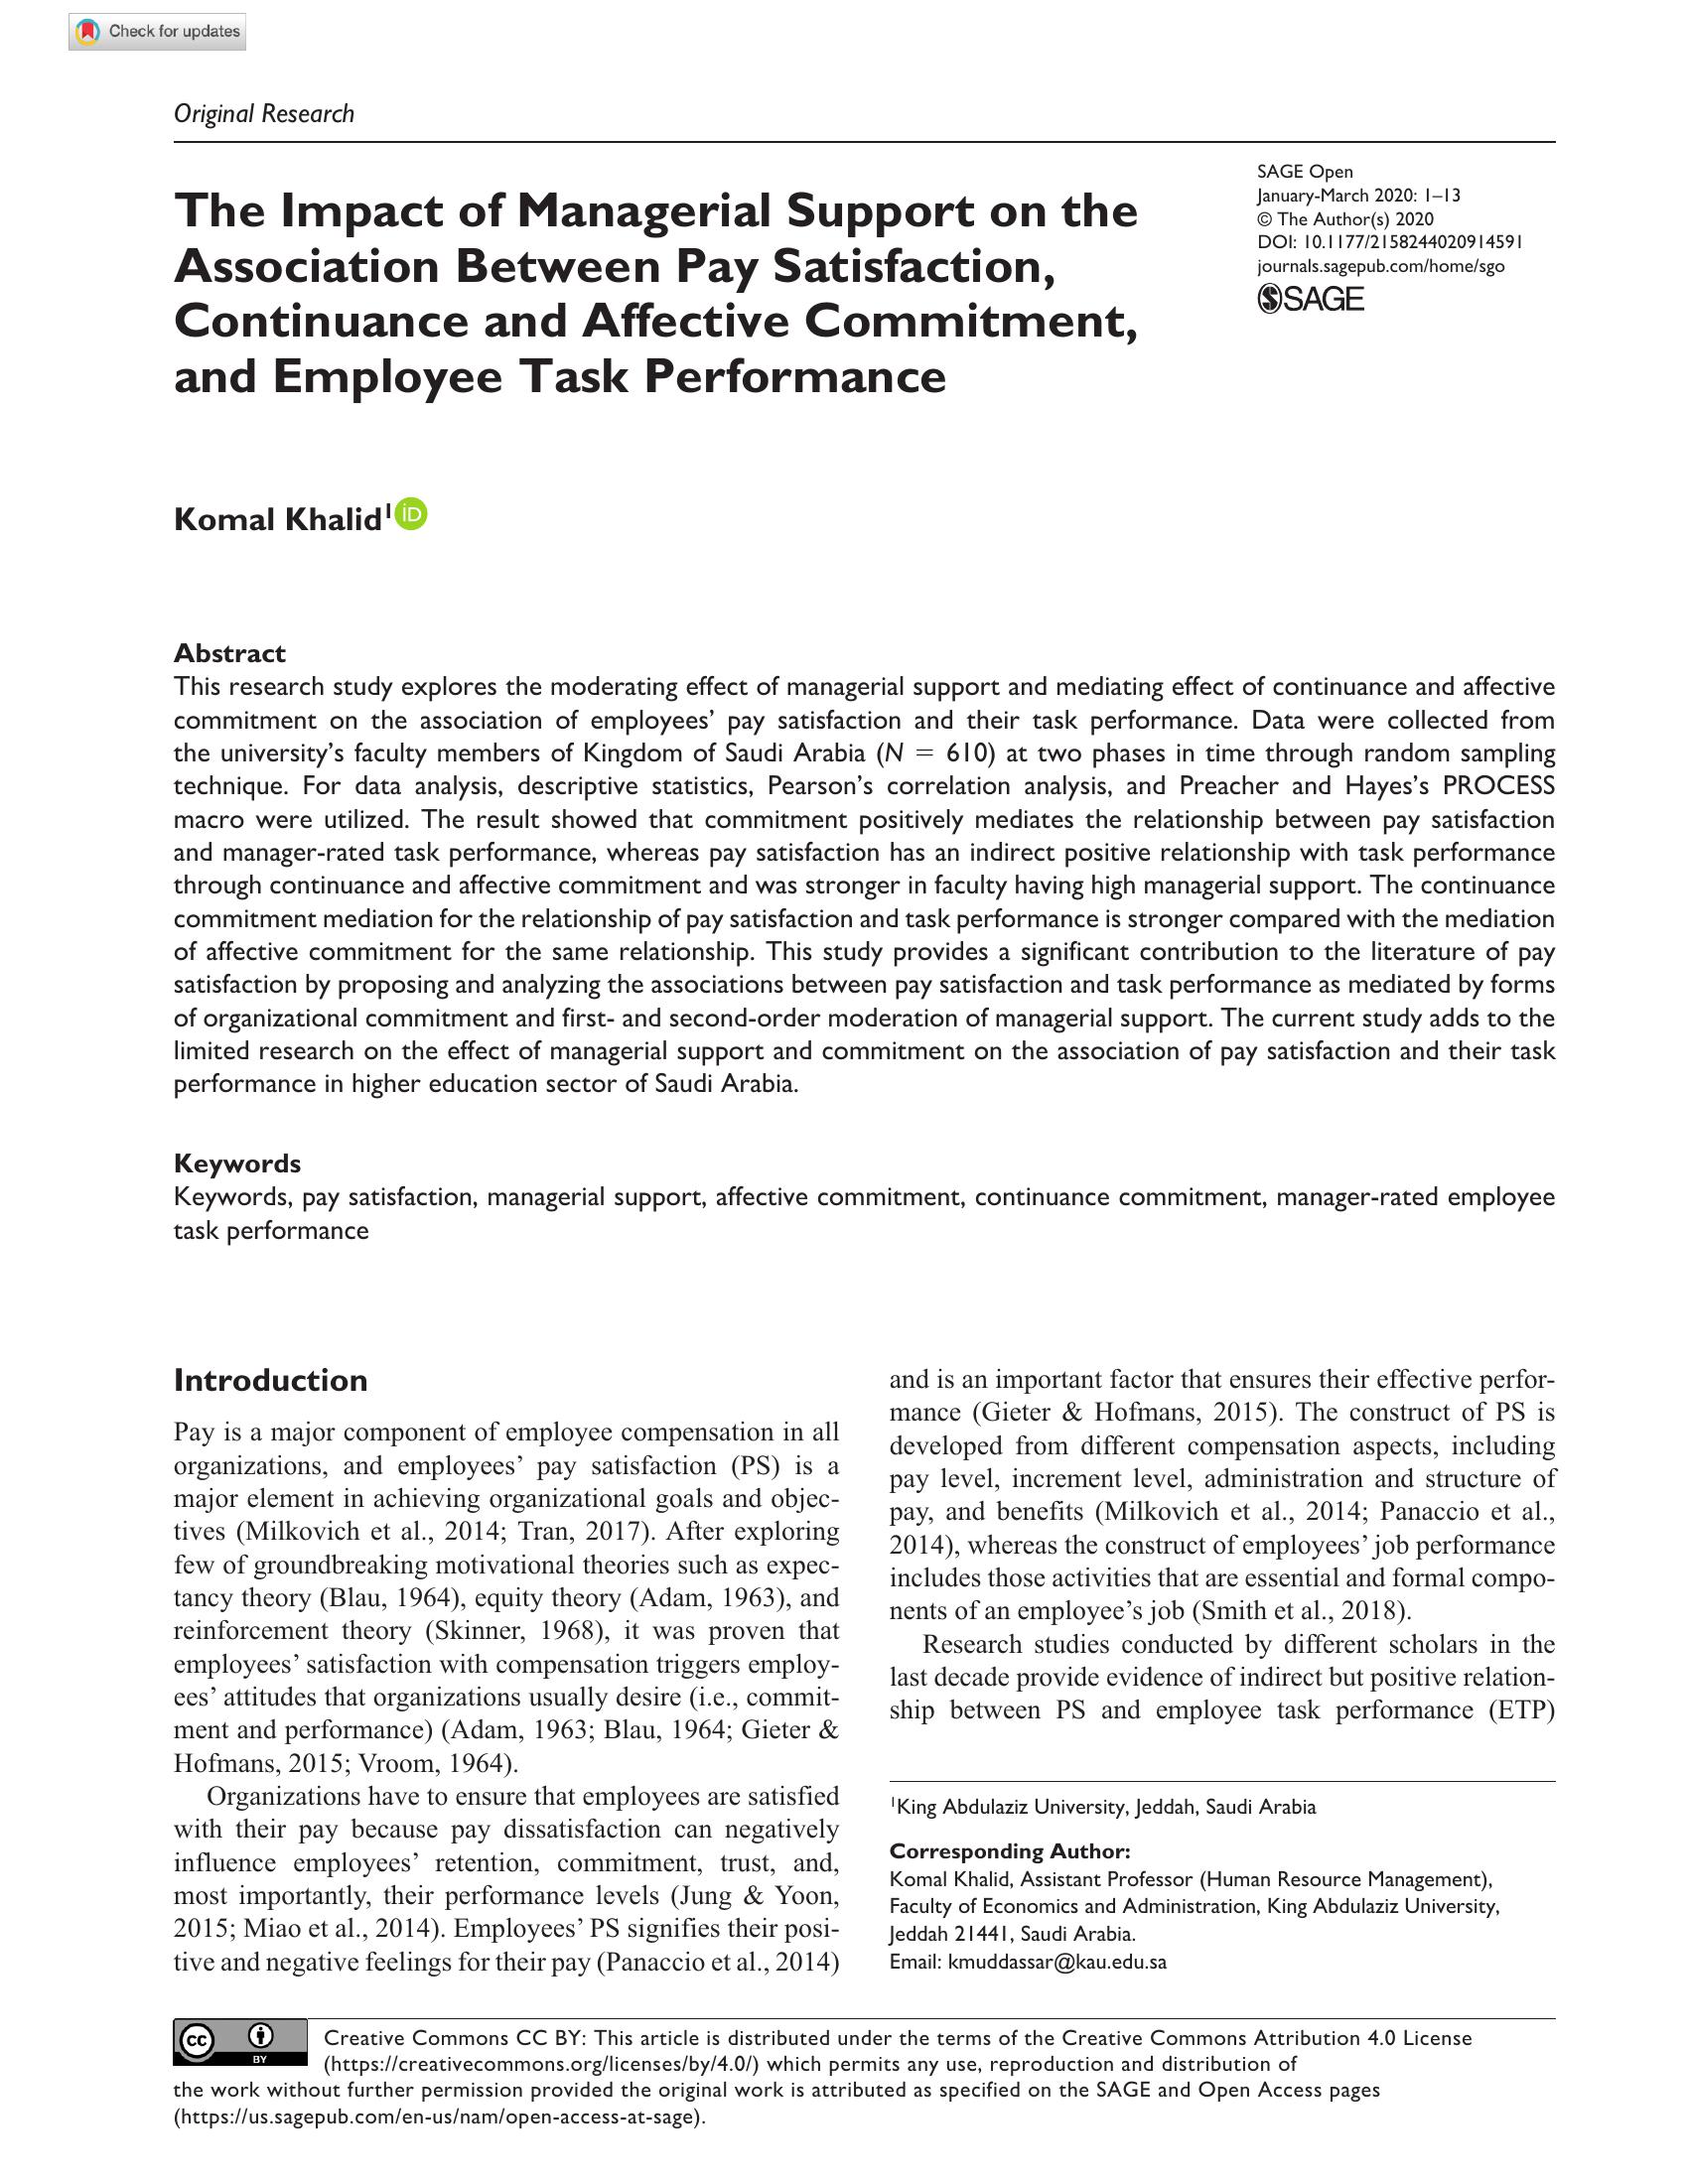 Check for updates
Original Research
SAGE Open
January-March 2020: 1–13
© The Author(s) 2020
DOI: 10.1177/2158244020914591
journals.sagepub.com/home/sgo
SAGE
The Impact of Managerial Support on the
Association Between Pay Satisfaction,
Continuance and Affective Commitment,
and Employee Task Performance
Komal Khalid1 iD
Abstract
This research study explores the moderating effect of managerial support and mediating effect of continuance and affective
commitment on the association of employees’ pay satisfaction and their task performance. Data were collected from
the university’s faculty members of Kingdom of Saudi Arabia (N = 610) at two phases in time through random sampling
technique. For data analysis, descriptive statistics, Pearson’s correlation analysis, and Preacher and Hayes’s PROCESS
macro were utilized. The result showed that commitment positively mediates the relationship between pay satisfaction
and manager-rated task performance, whereas pay satisfaction has an indirect positive relationship with task performance
through continuance and affective commitment and was stronger in faculty having high managerial support. The continuance
commitment mediation for the relationship of pay satisfaction and task performance is stronger compared with the mediation
of affective commitment for the same relationship. This study provides a significant contribution to the literature of pay
satisfaction by proposing and analyzing the associations between pay satisfaction and task performance as mediated by forms
of organizational commitment and first- and second-order moderation of managerial support. The current study adds to the
limited research on the effect of managerial support and commitment on the association of pay satisfaction and their task
performance in higher education sector of Saudi Arabia.
Keywords
Keywords, pay satisfaction, managerial support, affective commitment, continuance commitment, manager-rated employee
task performance
Introduction
Pay is a major component of employee compensation in all
organizations, and employees’ pay satisfaction (PS) is a
major element in achieving organizational goals and objec-
tives (Milkovich et al., 2014; Tran, 2017). After exploring
few of groundbreaking motivational theories such as expec-
tancy theory (Blau, 1964), equity theory (Adam, 1963), and
reinforcement theory (Skinner, 1968), it was proven that
employees’ satisfaction with compensation triggers employ-
ees’ attitudes that organizations usually desire (i.e., commit-
ment and performance) (Adam, 1963; Blau, 1964; Gieter &
Hofmans, 2015; Vroom, 1964).
Organizations have to ensure that employees are satisfied
with their pay because pay dissatisfaction can negatively
influence employees’ retention, commitment, trust, and,
most importantly, their performance levels (Jung & Yoon,
2015; Miao et al., 2014). Employees’ PS signifies their posi-
tive and negative feelings for their pay (Panaccio et al., 2014)
and is an important factor that ensures their effective perfor-
mance (Gieter & Hofmans, 2015). The construct of PS is
developed from different compensation aspects, including
pay level, increment level, administration and structure of
pay, and benefits (Milkovich et al., 2014; Panaccio et al.,
2014), whereas the construct of employees’ job performance
includes those activities that are essential and formal compo-
nents of an employee’s job (Smith et al., 2018).
Research studies conducted by different scholars in the
last decade provide evidence of indirect but positive relation-
ship between PS and employee task performance (ETP)
1King Abdulaziz University, Jeddah, Saudi Arabia
Corresponding Author:
Komal Khalid, Assistant Professor (Human Resource Management),
Faculty of Economics and Administration, King Abdulaziz University,
Jeddah 21441, Saudi Arabia.
Email: kmuddassar@kau.edu.sa
cc BY
Creative Commons CC BY: This article is distributed under the terms of the Creative Commons Attribution 4.0 License
(https://creativecommons.org/licenses/by/4.0/) which permits any use, reproduction and distribution of
the work without further permission provided the original work is attributed as specified on the SAGE and Open Access pages
(https://us.sagepub.com/en-us/nam/open-access-at-sage).